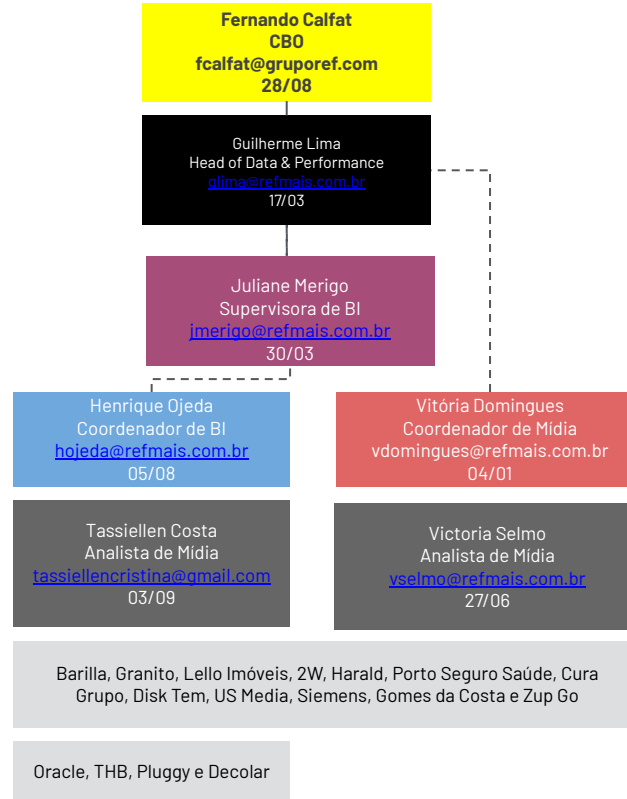 Fernando Calfat
CBO
fcalfat@gruporef.com
28/08
Guilherme Lima
Head of Data & Performance
glima@refmais.com.br
17/03
Juliane Merigo
Supervisora de BI
jmerigo@refmais.com.br
30/03
Henrique Ojeda
Coordenador de BI
hojeda@refmais.com.br
05/08
Vitória Domingues
Coordenador de Mídia
vdomingues@refmais.com.br
04/01
Tassiellen Costa
Analista de Mídia
tassiellencristina@gmail.com
03/09
Victoria Selmo
Analista de Mídia
vselmo@refmais.com.br
27/06
Barilla, Granito, Lello Imóveis, 2W, Harald, Porto Seguro Saúde, Cura
Grupo, Disk Tem, US Media, Siemens, Gomes da Costa e Zup Go
Oracle, THB, Pluggy e Decolar